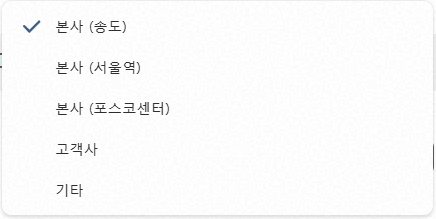 본사 (송도)
본사 (서울역)
본사 (포스코센터)
고객사
기타